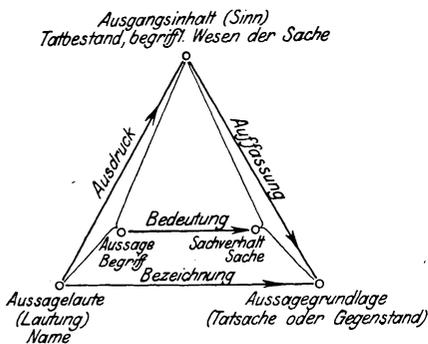 Ausgangsinhalt (Sinn)
Tatbestand, begriffl. Wesen der Sache
Ausdruck
Auffassung
Bedeutung
Aussage
Begriff
Sachverhalt
Sache
Bezeichnung
Aussagelaute
(Lautung)
Name
Aussagegrundlage
(Tatsache oder Gegenstand)